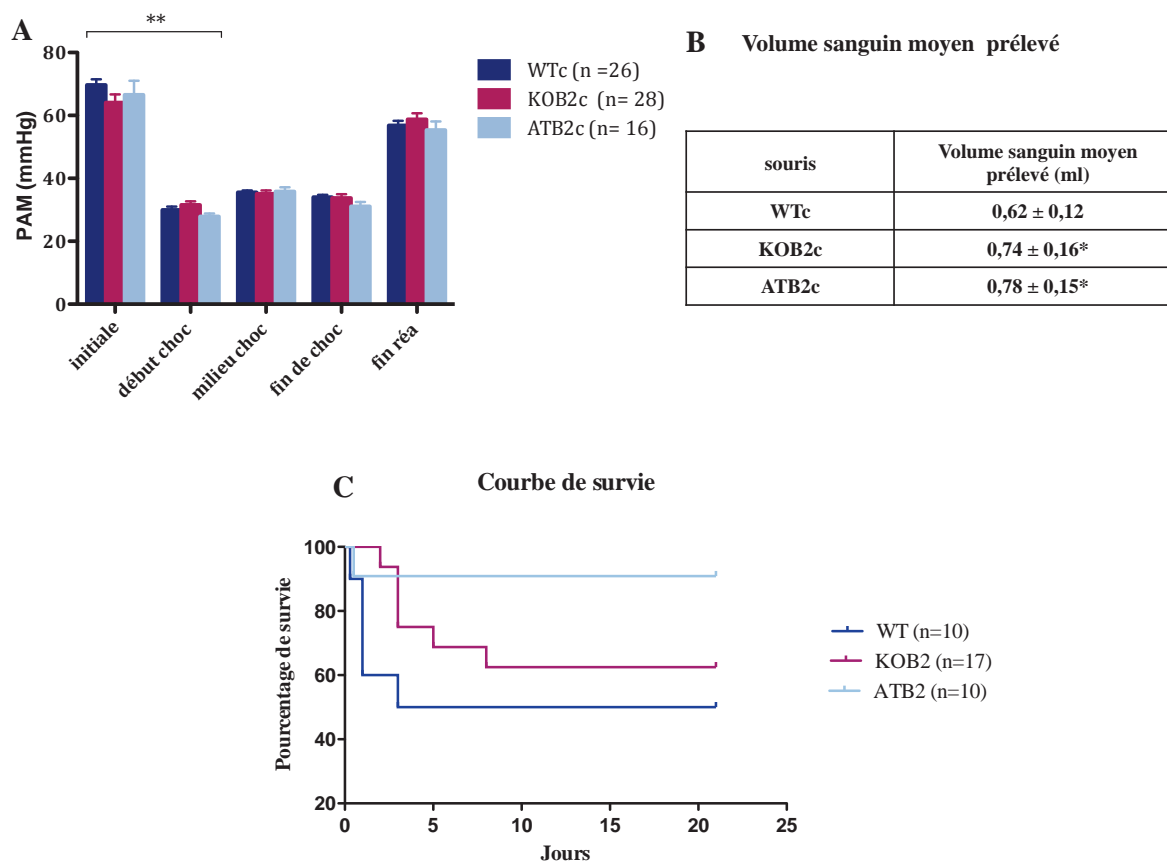 **
A
80
60
40
20
0
PAM (mmHg)
initiale
début choc
milieu choc
fin de choc
fin réa
WTc (n =26)
KOB2c (n= 28)
ATB2c (n= 16)
B Volume sanguin moyen prélevé
souris
Volume sanguin moyen
prélevé (ml)
WTc
0,62 ± 0,12
KOB2c
0,74 ± 0,16*
ATB2c
0,78 ± 0,15*
C Courbe de survie
100
80
60
40
20
Pourcentage de survie
0 5 10 15 20 25
Jours
WT (n=10)
KOB2 (n=17)
ATB2 (n=10)